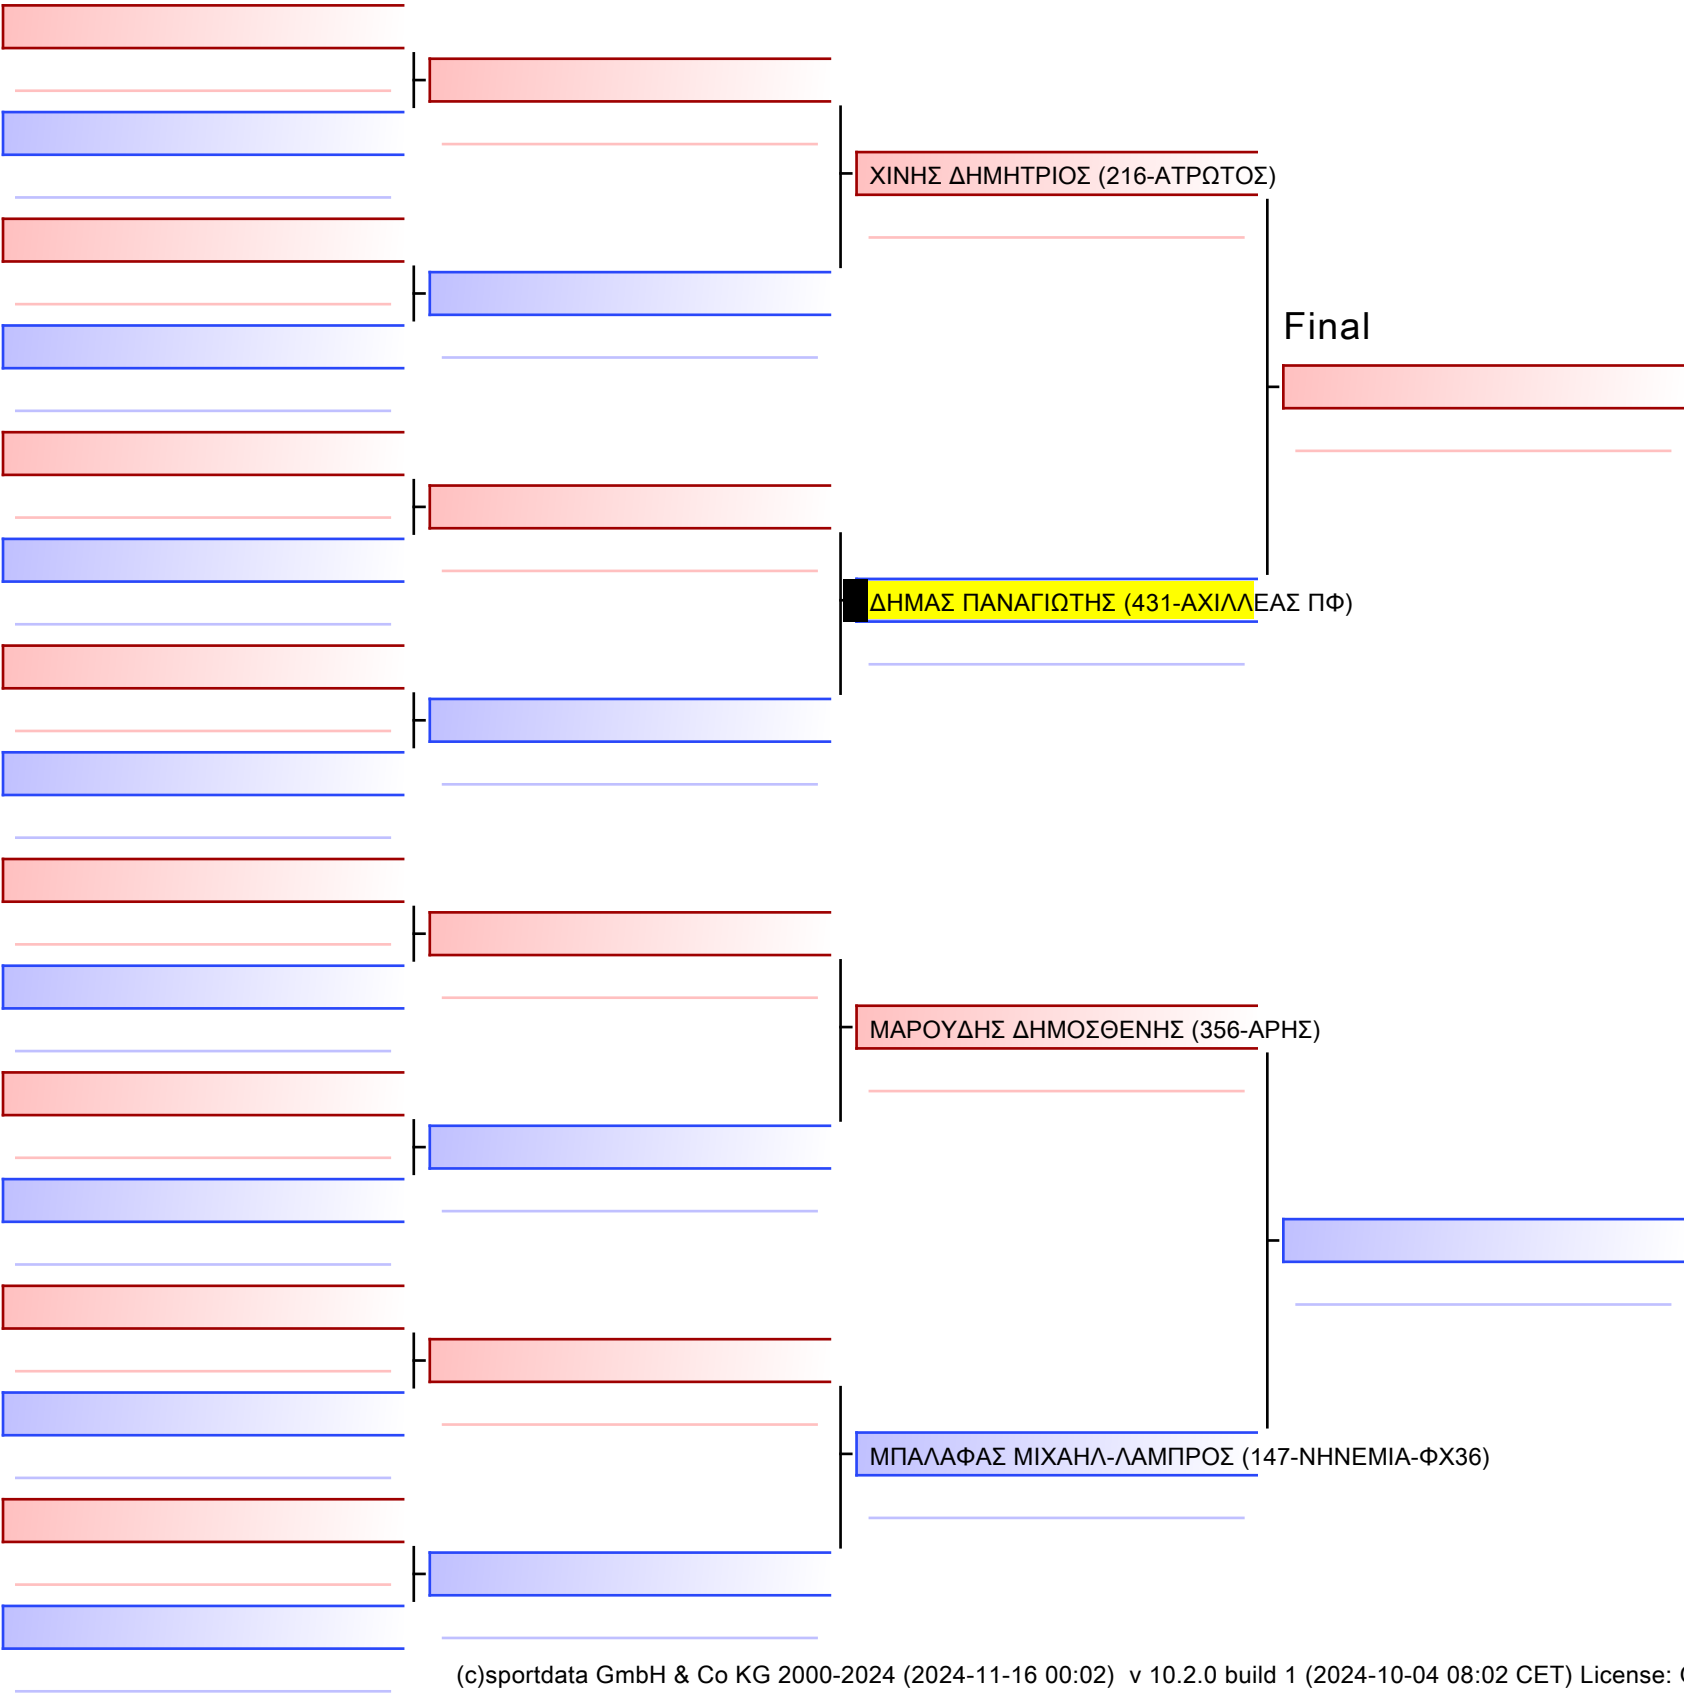 ΧΙΝΗΣ ΔΗΜΗΤΡΙΟΣ (216-ΑΤΡΩΤΟΣ)
Final
ΔΗΜΑΣ ΠΑΝΑΓΙΩΤΗΣ (431-ΑΧΙΛΛΕΑΣ ΠΦ)
ΜΑΡΟΥΔΗΣ ΔΗΜΟΣΘΕΝΗΣ (356-ΑΡΗΣ)
ΜΠΑΛΑΦΑΣ ΜΙΧΑΗΛ-ΛΑΜΠΡΟΣ (147-ΝΗΝΕΜΙΑ-ΦΧ36)
(c)sportdata GmbH & Co KG 2000-2024 (2024-11-16 00:02) v 10.2.0 build 1 (2024-10-04 08:02 CET) License: